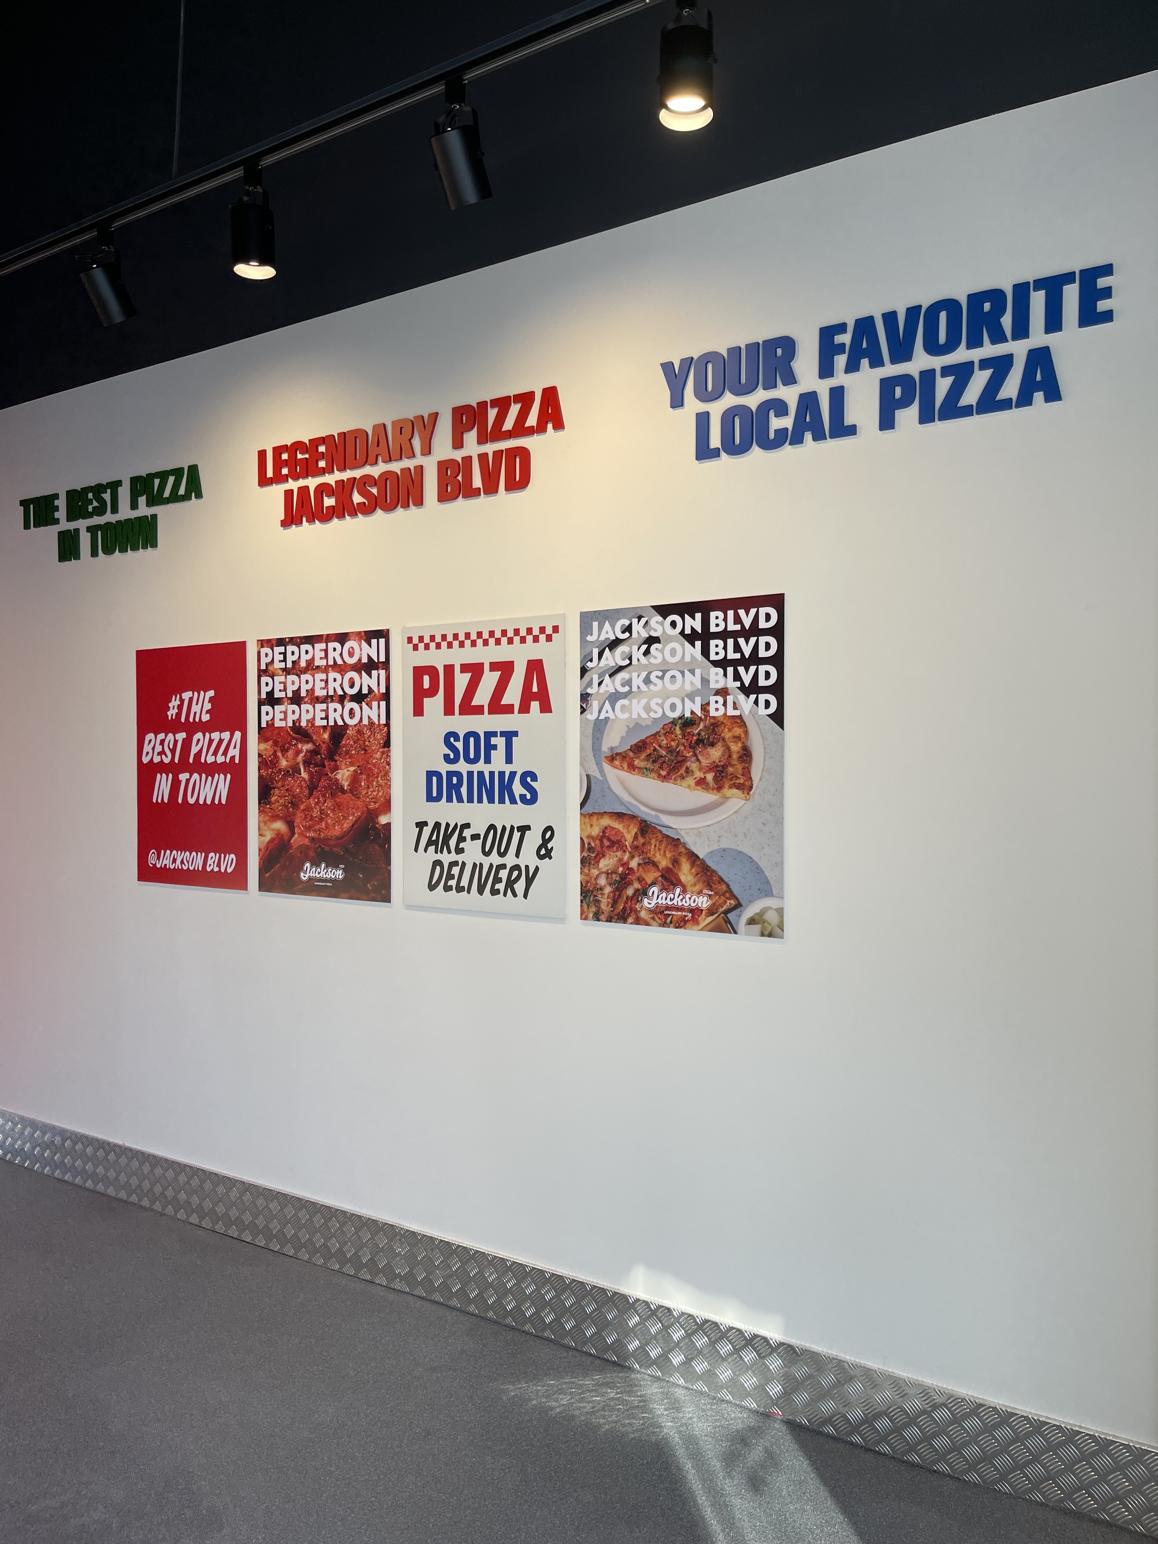 THE BEST PIZZA
IN TOWN
LEGENDARY PIZZA
JACKSON BLVD
YOUR FAVORITE
LOCAL PIZZA
#THE
BEST PIZZA
IN TOWN
@JACKSON BLVD
PEPPERONI
PEPPERONI
PEPPERONI
Jackson
PIZZA
SOFT
DRINKS
TAKE-OUT &
DELIVERY
JACKSON BLVD
JACKSON BLVD
JACKSON BLVD
JACKSON BLVD
Jackson